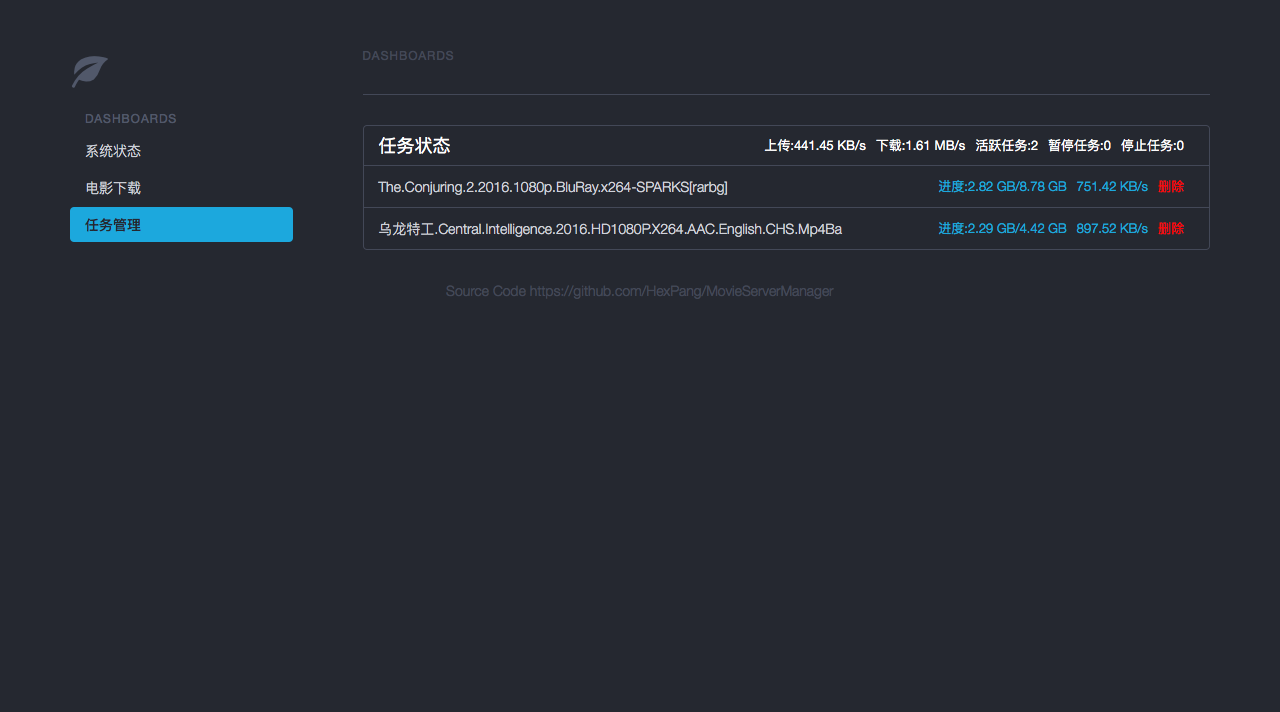 DASHBOARDS
系统状态
电影下载
任务管理
DASHBOARDS
任务状态 上传:441.45 KB/s 下载:1.61 MB/s 活跃任务:2 暂停任务:0 停止任务:0
The.Conjuring.2.2016.1080p.BluRay.x264-SPARKS[rarbg] 进度:2.82 GB/8.78 GB 751.42 KB/s 删除
乌龙特工.Central.Intelligence.2016.HD1080P.X264.AAC.English.CHS.Mp4Ba 进度:2.29 GB/4.42 GB 897.52 KB/s 删除
Source Code https://github.com/HexPang/MovieServerManager